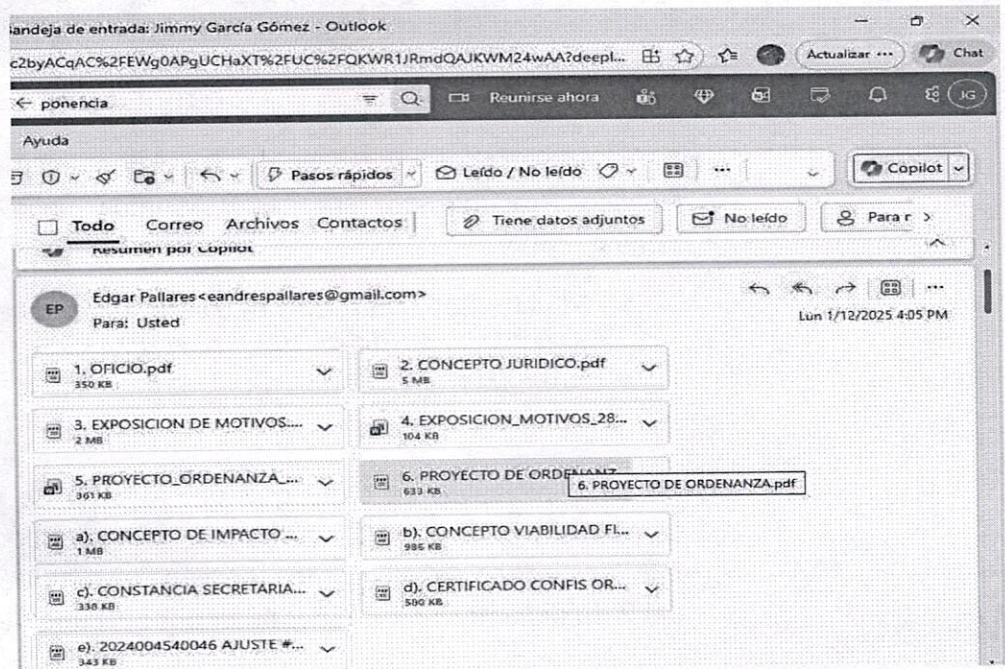 andeja de entrada: Jimmy García Gómez - Outlook
c2byACqAC%2FEWg0APgUCHaXT%2FUC%2FQKWR1JRmdQAJKWM24wAA?deepl...
Actualizar ...
Chat
ponencia
Reunirse ahora
JG
Ayuda
Pasos rápidos
Leído / No leído
...
Copilot
Todo Correo Archivos Contactos
Tiene datos adjuntos
No leído
Para r
Resumen por Copilot
EP
Edgar Pallares<eandrespallares@gmail.com>
Para: Usted
Lun 1/12/2025 4:05 PM
1. OFICIO.pdf
350 KB
2. CONCEPTO JURIDICO.pdf
5 MB
3. EXPOSICION DE MOTIVOS....
2 MB
4. EXPOSICION_MOTIVOS_28...
104 KB
5. PROYECTO_ORDENANZA_...
361 KB
6. PROYECTO DE ORDENANZ
633 KB
6. PROYECTO DE ORDENANZA.pdf
a). CONCEPTO DE IMPACTO ...
1 MB
b). CONCEPTO VIABILIDAD FI...
986 KB
c). CONSTANCIA SECRETARIA...
338 KB
d). CERTIFICADO CONFIS OR...
580 KB
e). 2024004540046 AJUSTE #...
343 KB